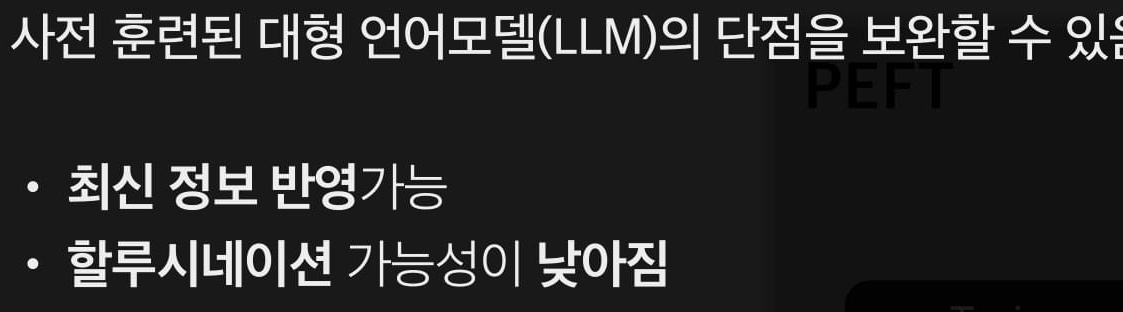 사전 훈련된 대형 언어모델(LLM)의 단점을 보완할 수
PEFT
• 최신 정보 반영가능
• 할루시네이션 가능성이 낮아짐